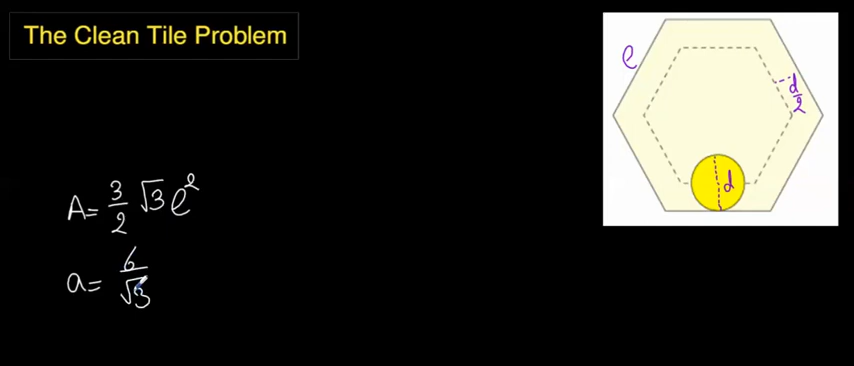 The Clean Tile Problem
ℓ
d/2
d
A = 3/2 √3 ℓ²
a = 6/√3